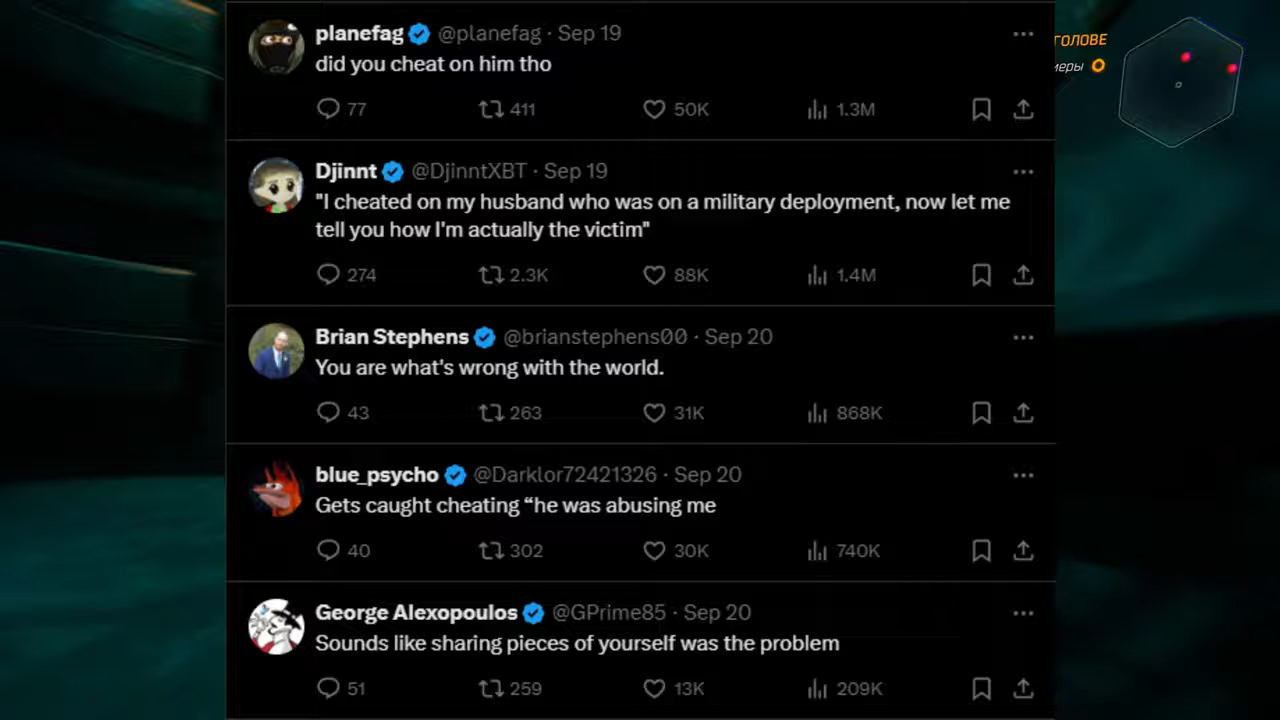 planefag @planefag · Sep 19
did you cheat on him tho
77 411 50K 1.3M
Djinnt @DjinntXBT · Sep 19
"I cheated on my husband who was on a military deployment, now let me
tell you how I'm actually the victim"
274 2.3K 88K 1.4M
Brian Stephens @brianstephens00 · Sep 20
You are what's wrong with the world.
43 263 31K 868K
blue_psycho @Darklor72421326 · Sep 20
Gets caught cheating “he was abusing me
40 302 30K 740K
George Alexopoulos @GPrime85 · Sep 20
Sounds like sharing pieces of yourself was the problem
51 259 13K 209K
ГОЛОВЕ